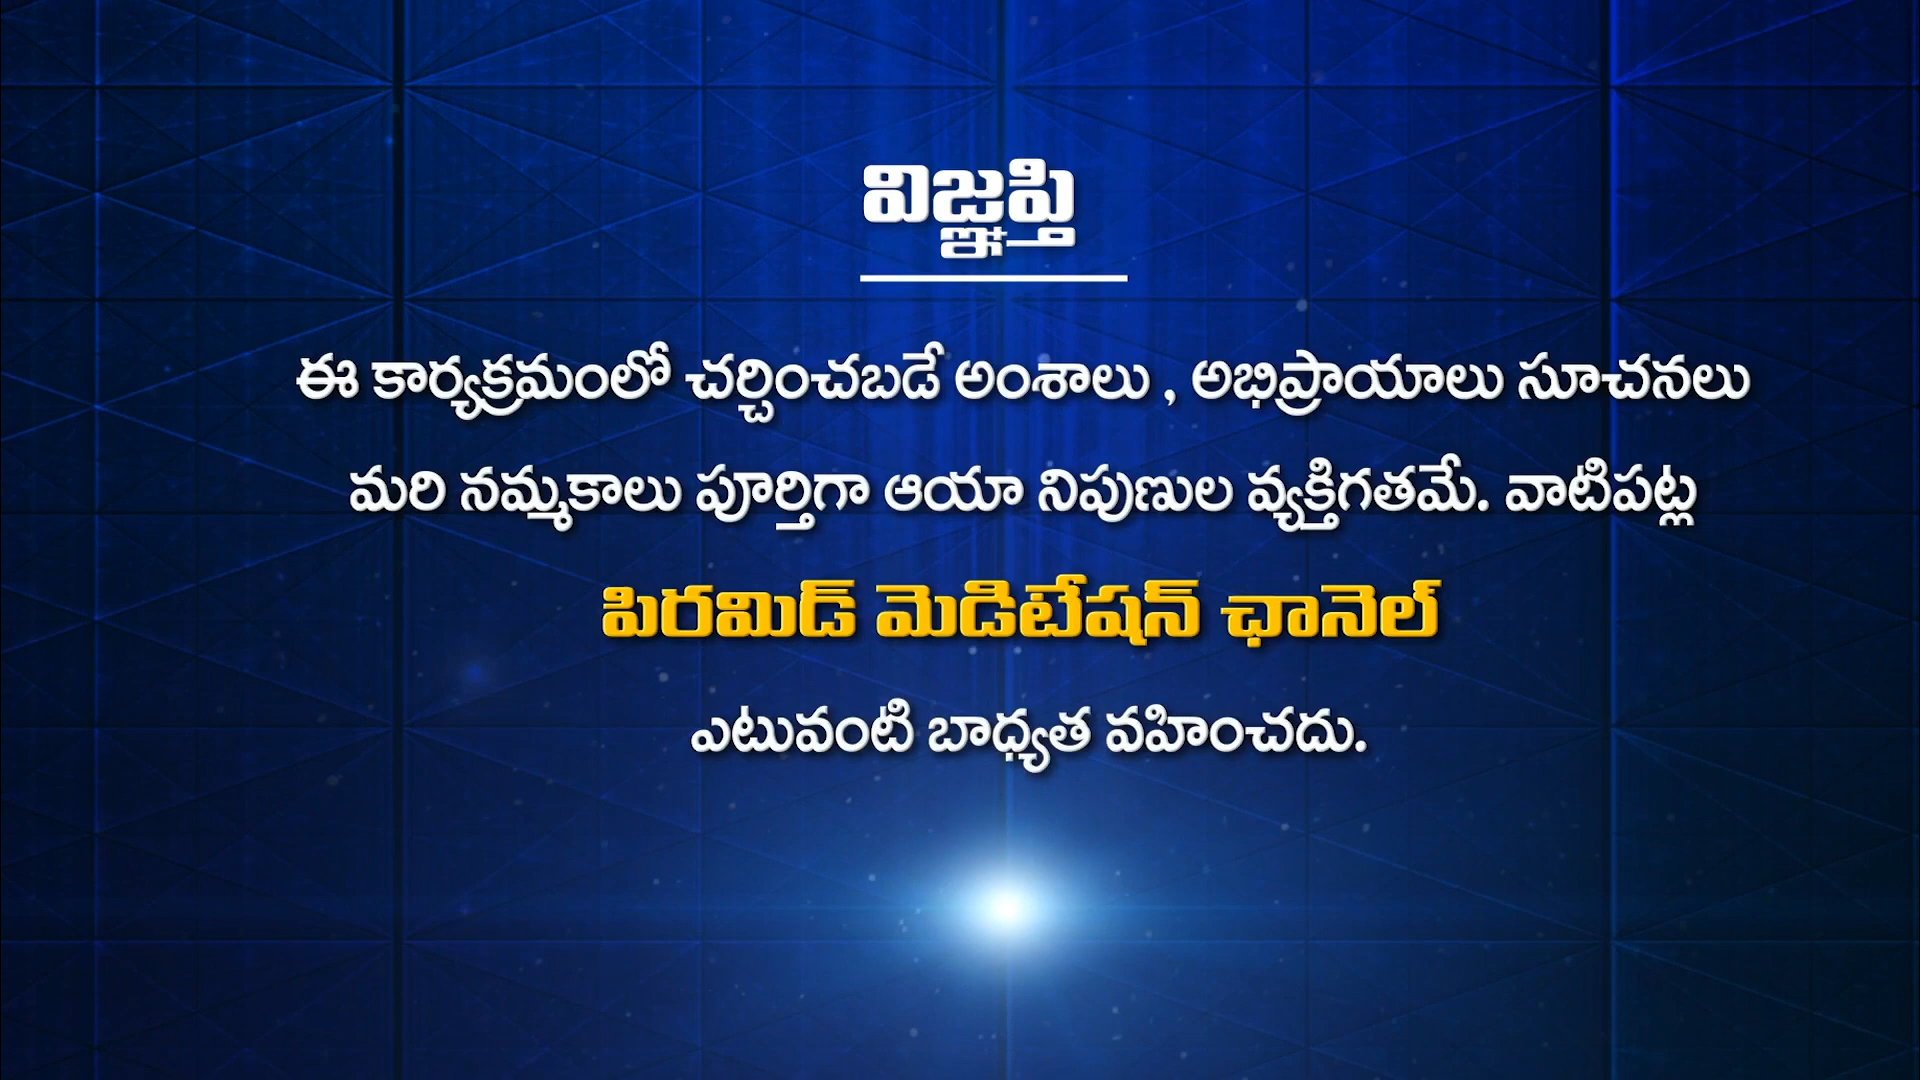 విజ్ఞప్తి
ఈ కార్యక్రమంలో చర్చించబడే అంశాలు , అభిప్రాయాలు సూచనలు
మరి నమ్మకాలు పూర్తిగా ఆయా నిపుణుల వ్యక్తిగతమే. వాటిపట్ల
పిరమిడ్ మెడిటేషన్ ఛానెల్
ఎటువంటి బాధ్యత వహించదు.